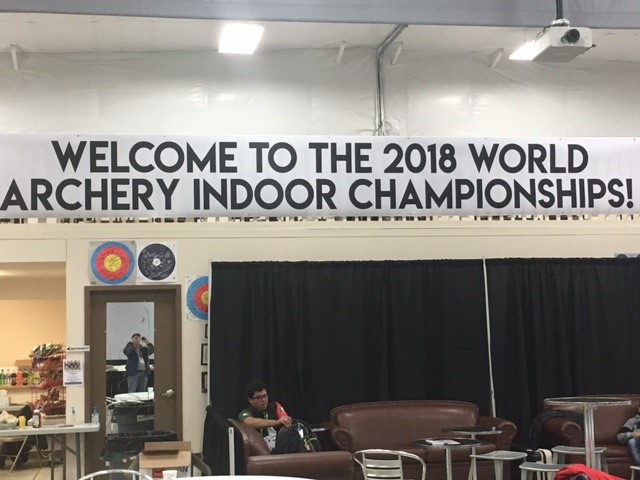 WELCOME TO THE 2018 WORLD
ARCHERY INDOOR CHAMPIONSHIPS!